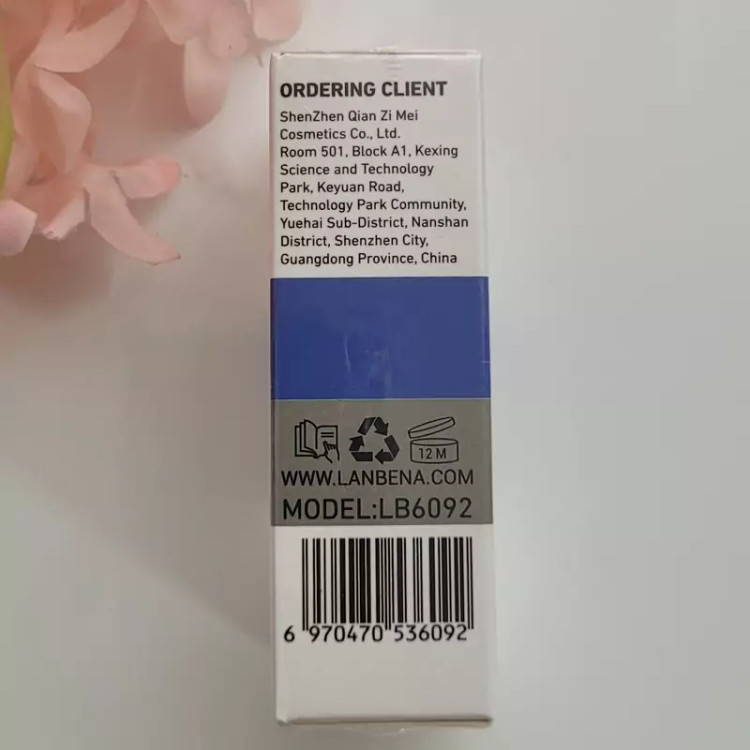 ORDERING CLIENT
ShenZhen Qian Zi Mei
Cosmetics Co., Ltd.
Room 501, Block A1, Kexing
Science and Technology
Park, Keyuan Road,
Technology Park Community,
Yuehai Sub-District, Nanshan
District, Shenzhen City,
Guangdong Province, China
12 M
WWW.LANBENA.COM
MODEL:LB6092
6 970470 536092